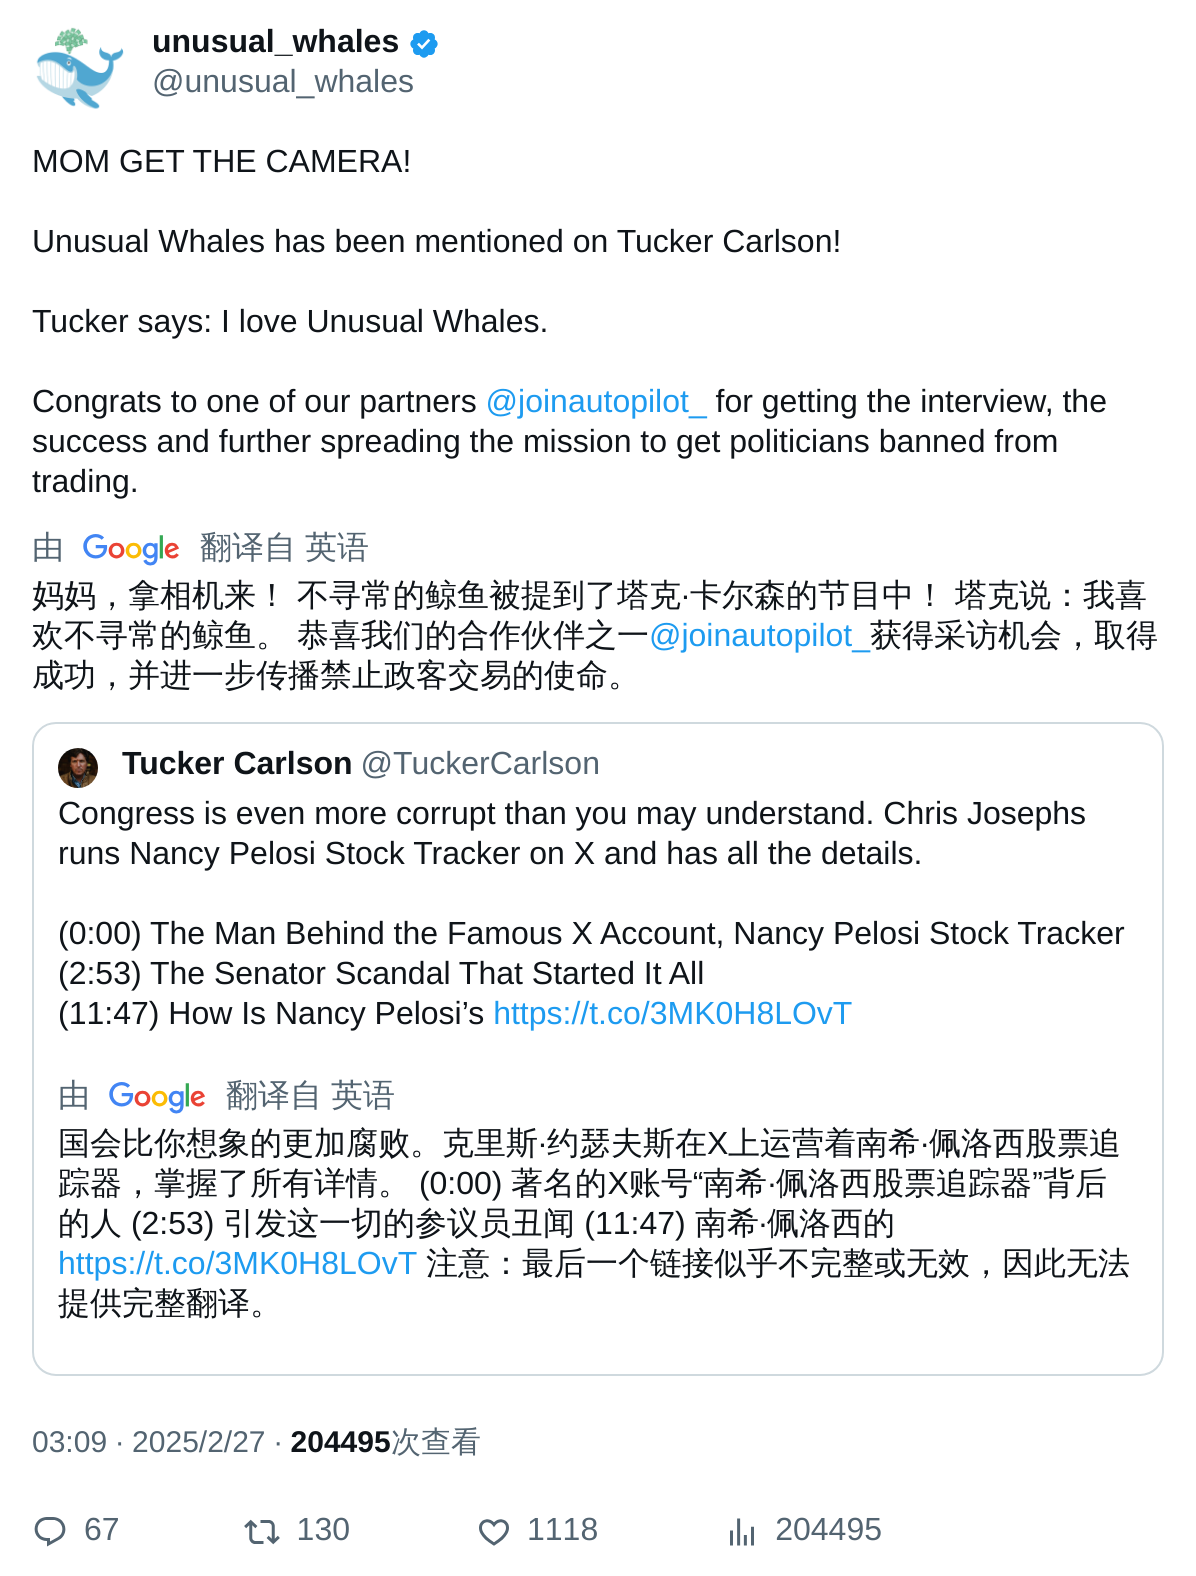 unusual_whales
@unusual_whales
MOM GET THE CAMERA!
Unusual Whales has been mentioned on Tucker Carlson!
Tucker says: I love Unusual Whales.
Congrats to one of our partners @joinautopilot_ for getting the interview, the
success and further spreading the mission to get politicians banned from
trading.
由 Google 翻译自 英语
妈妈，拿相机来！ 不寻常的鲸鱼被提到了塔克·卡尔森的节目中！ 塔克说：我喜
欢不寻常的鲸鱼。 恭喜我们的合作伙伴之一@joinautopilot_获得采访机会，取得
成功，并进一步传播禁止政客交易的使命。
Tucker Carlson @TuckerCarlson
Congress is even more corrupt than you may understand. Chris Josephs
runs Nancy Pelosi Stock Tracker on X and has all the details.
(0:00) The Man Behind the Famous X Account, Nancy Pelosi Stock Tracker
(2:53) The Senator Scandal That Started It All
(11:47) How Is Nancy Pelosi’s https://t.co/3MK0H8LOvT
由 Google 翻译自 英语
国会比你想象的更加腐败。克里斯·约瑟夫斯在X上运营着南希·佩洛西股票追
踪器，掌握了所有详情。 (0:00) 著名的X账号“南希·佩洛西股票追踪器”背后
的人 (2:53) 引发这一切的参议员丑闻 (11:47) 南希·佩洛西的
https://t.co/3MK0H8LOvT 注意：最后一个链接似乎不完整或无效，因此无法
提供完整翻译。
03:09 · 2025/2/27 · 204495次查看
67 130 1118 204495